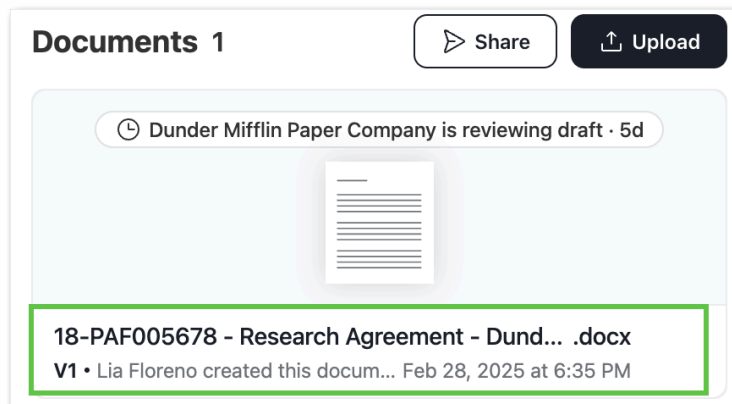 Documents 1
Share
Upload
Dunder Mifflin Paper Company is reviewing draft · 5d
18-PAF005678 - Research Agreement - Dund... .docx
V1 • Lia Floreno created this docum... Feb 28, 2025 at 6:35 PM